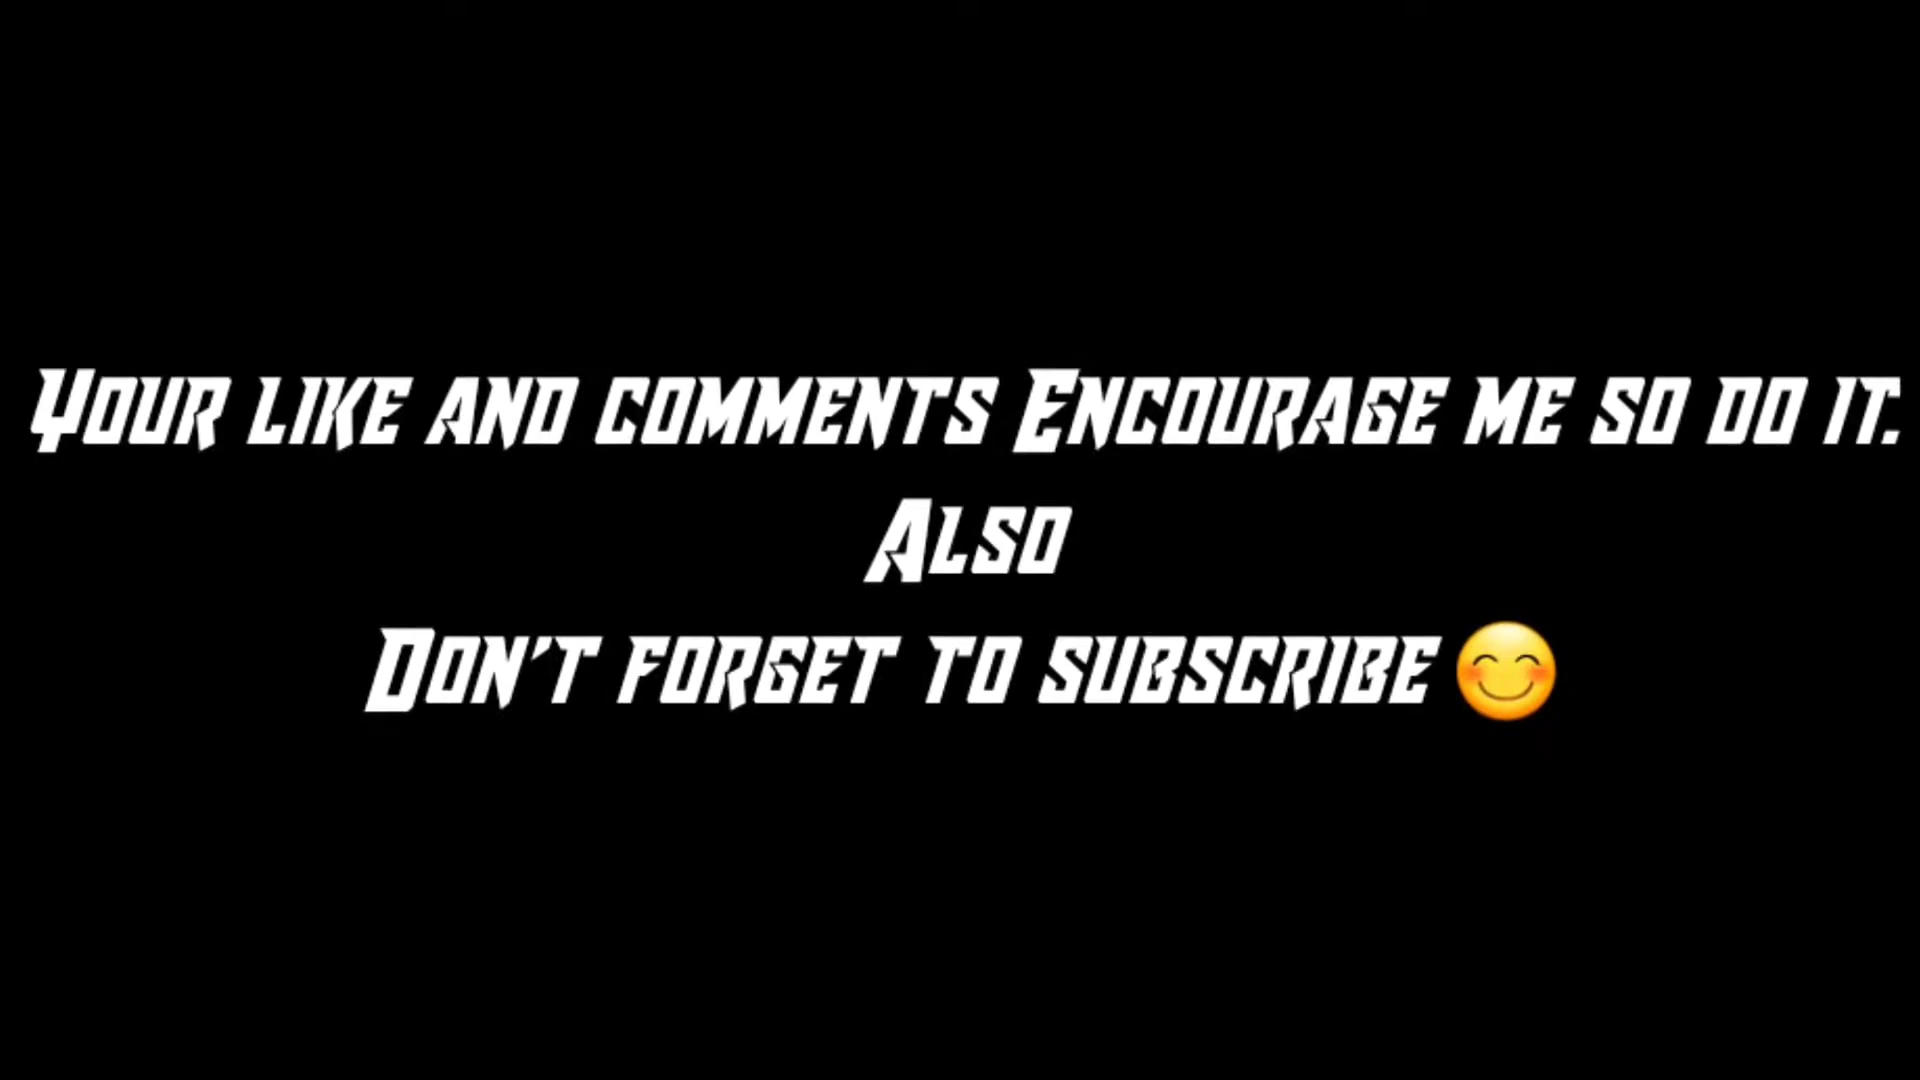 Your like and comments Encourage me so do it.
Also
Don't forget to subscribe 😊